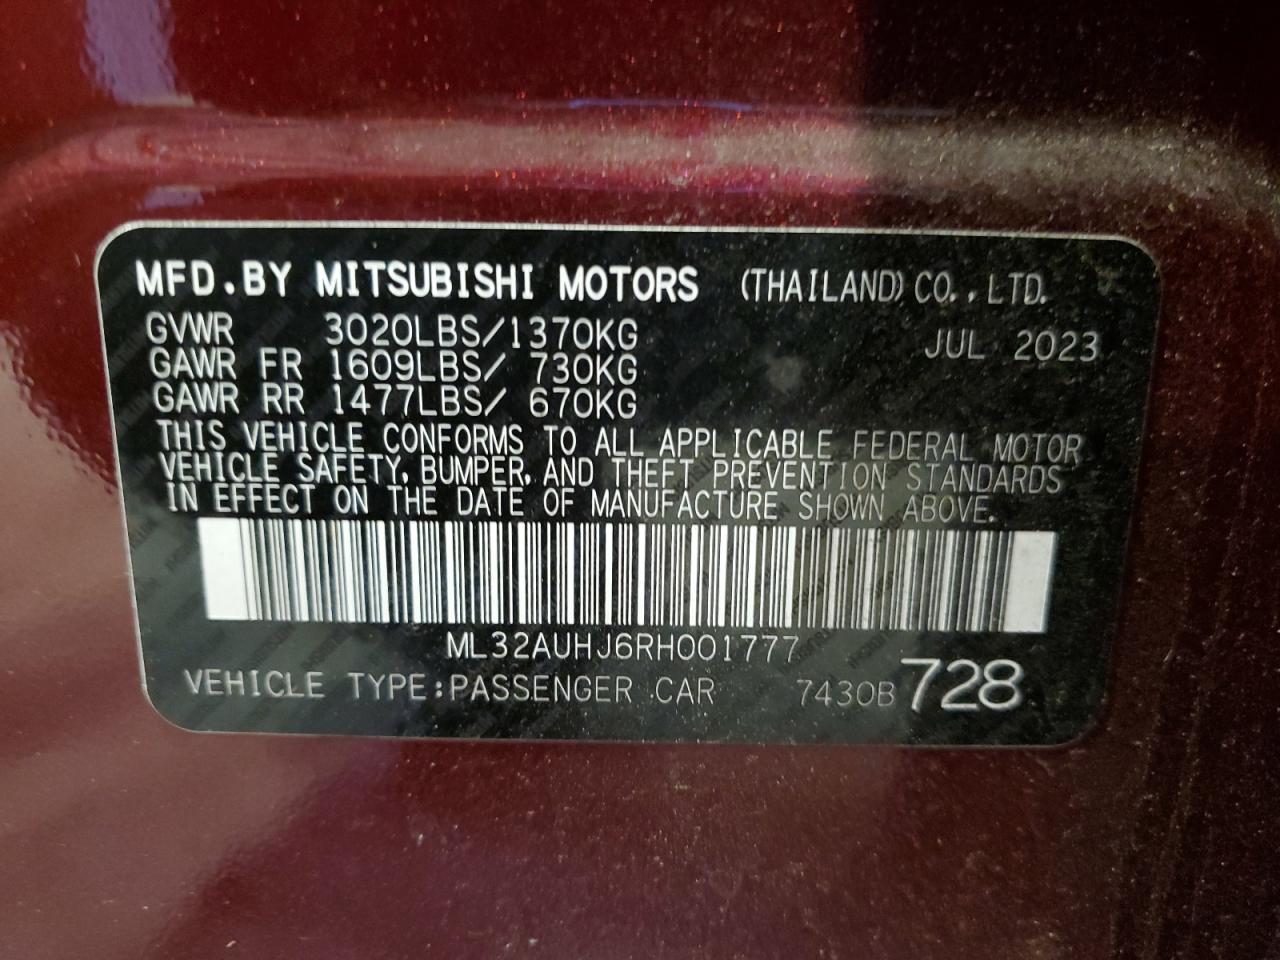 MFD.BY MITSUBISHI MOTORS (THAILAND) CO., LTD.
GVWR 3020LBS/1370KG JUL 2023
GAWR FR 1609LBS/ 730KG
GAWR RR 1477LBS/ 670KG
THIS VEHICLE CONFORMS TO ALL APPLICABLE FEDERAL MOTOR
VEHICLE SAFETY, BUMPER, AND THEFT PREVENTION STANDARDS
IN EFFECT ON THE DATE OF MANUFACTURE SHOWN ABOVE.
ML32AUHJ6RH001777
VEHICLE TYPE:PASSENGER CAR 7430B728